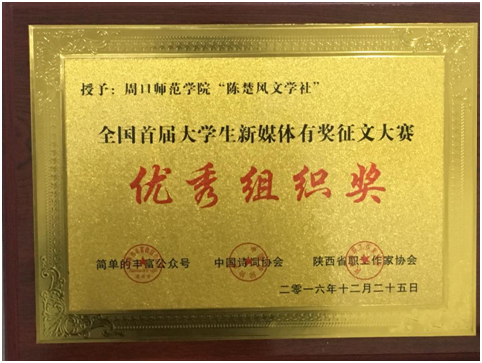 授予：周口师范学院“陈楚风文学社”
全国首届大学生新媒体有奖征文大赛
优秀组织奖
简单的丰富公众号 中国诗词协会 陕西省职工作家协会
二零一六年十二月二十五日